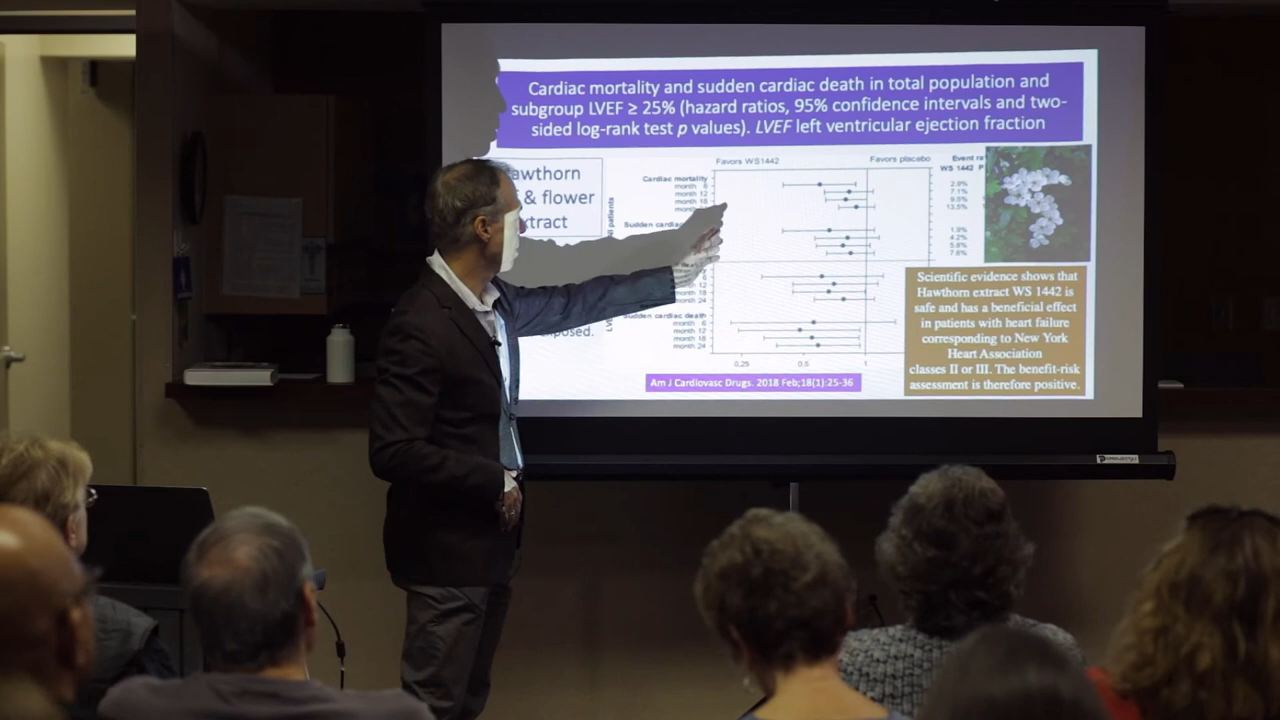 Cardiac mortality and sudden cardiac death in total population and
subgroup LVEF ≥ 25% (hazard ratios, 95% confidence intervals and two-
sided log-rank test p values). LVEF left ventricular ejection fraction
awthorn
& flower
xtract
osed.
Favors WS1442 Favors placebo Event ra
WS 1442 P
Cardiac mortality
month 6 2.9%
month 12 7.1%
month 18 9.5%
month 13.5%
Sudden cardiac
1.9%
4.2%
5.8%
7.8%
ll patients
6
month 12
month 18
month 24
LV
Sudden cardiac death
month 6
month 12
month 18
month 24
0,25 0,5 1
Am J Cardiovasc Drugs. 2018 Feb;18(1):25-36
Scientific evidence shows that
Hawthorn extract WS 1442 is
safe and has a beneficial effect
in patients with heart failure
corresponding to New York
Heart Association
classes II or III. The benefit-risk
assessment is therefore positive.